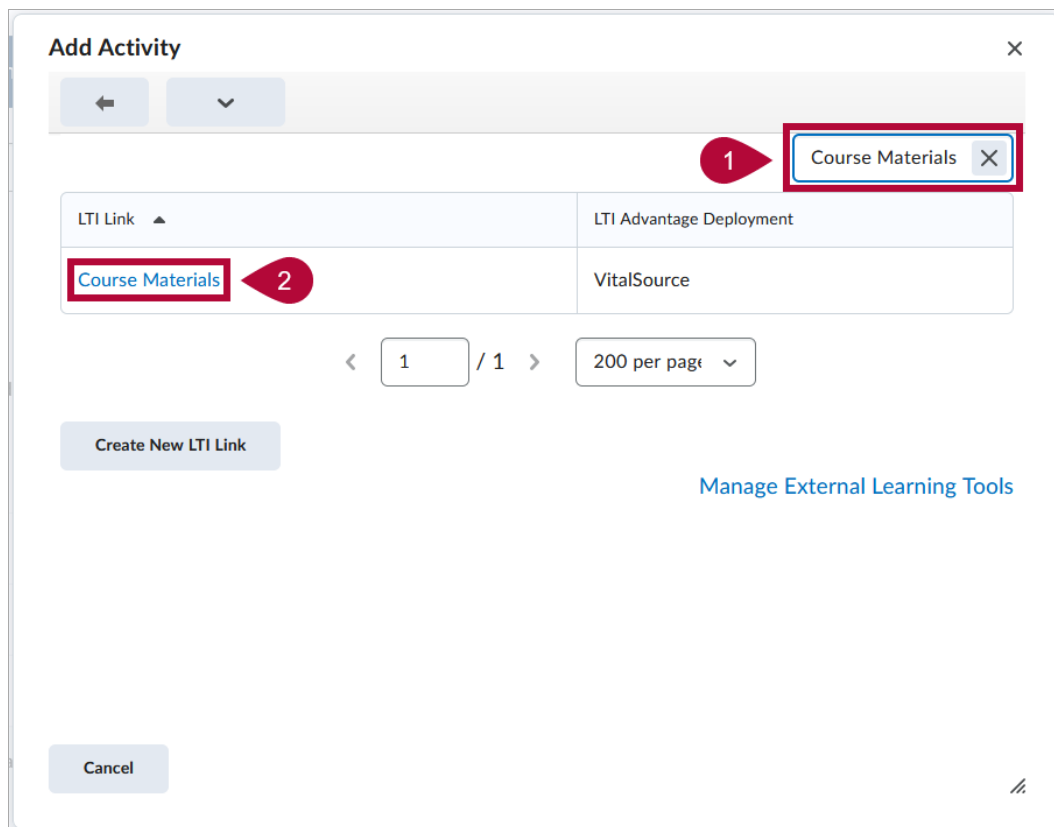 Add Activity
1
Course Materials
LTI Link
LTI Advantage Deployment
Course Materials
2
VitalSource
1 / 1
200 per page
Create New LTI Link
Manage External Learning Tools
Cancel